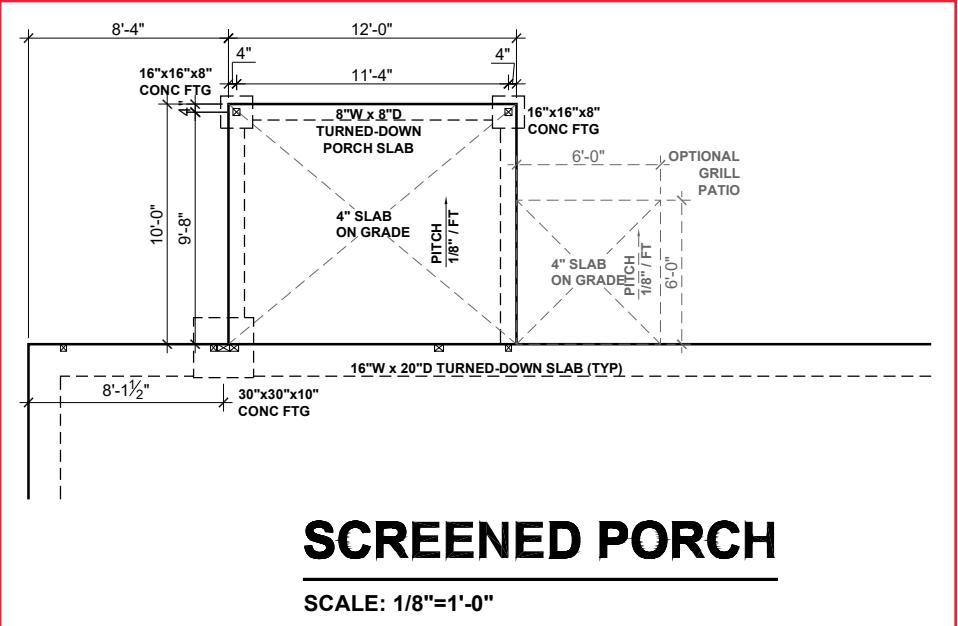 8'-4"
12'-0"
4"
4"
11'-4"
16"x16"x8"
CONC FTG
4"
8"W x 8"D
TURNED-DOWN
PORCH SLAB
16"x16"x8"
CONC FTG
6'-0"
OPTIONAL
GRILL
PATIO
10'-0"
9'-8"
4" SLAB
ON GRADE
PITCH
1/8" / FT
4" SLAB
ON GRADE
PITCH
1/8" / FT
6'-0"
16"W x 20"D TURNED-DOWN SLAB (TYP)
8'-1½"
30"x30"x10"
CONC FTG
SCREENED PORCH
SCALE: 1/8"=1'-0"